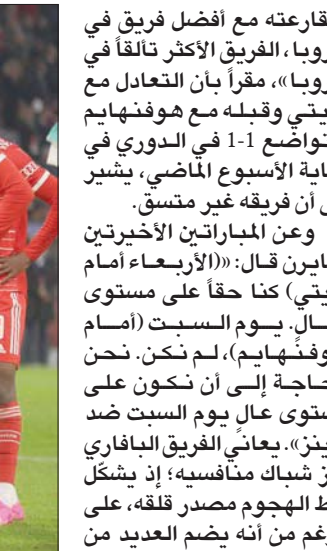 قارعته مع أفضل فريق في
روبا، الفريق الأكثر تألقاً في
روبا»، مقراً بأن التعادل مع
يتي وقبله مع هوفنهايم
تواضع 1-1 في الدوري في
اية الأسبوع الماضي، يشير
ى أن فريقه غير متسق.
وعن المباراتين الأخيرتين
ايرن قال: «(الأربعاء أمام
يتي) كنا حقاً على مستوى
ـال. يوم السبت (أمام
وفنهايم)، لم نكن. نحن
حاجة إلى أن نكون على
ستوى عالٍ يوم السبت ضد
ينز». يعاني الفريق البافاري
ز شباك منافسيه؛ إذ يشكّل
ط الهجوم مصدر قلقه، على
رغم من أنه يضم العديد من